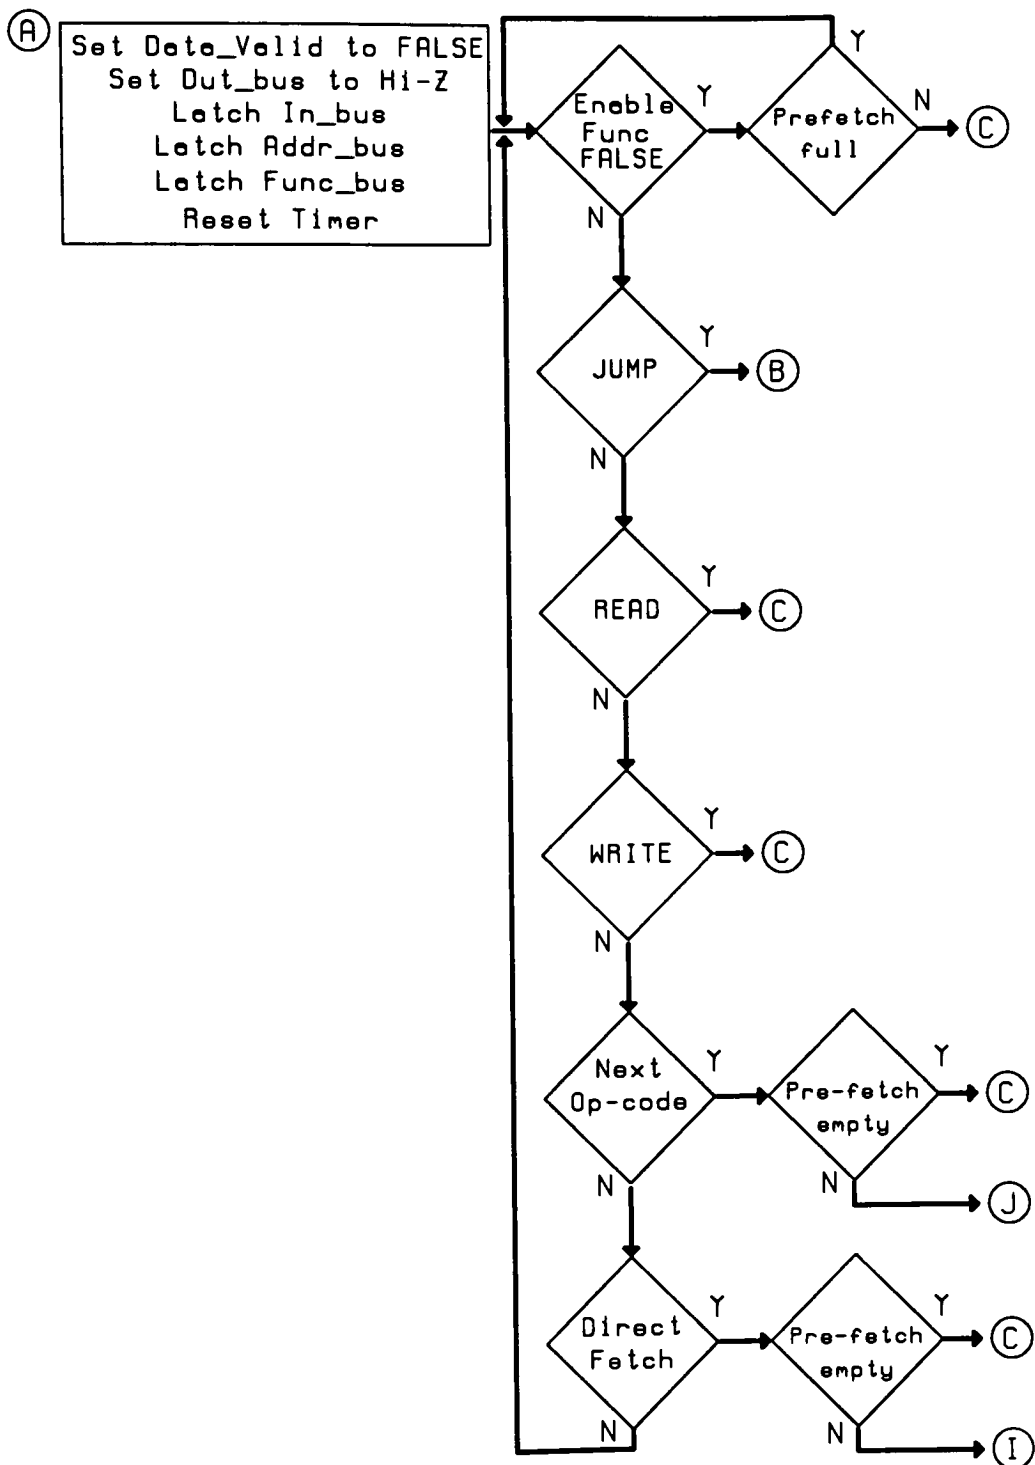 A
Set Data_Valid to FALSE
Set Out_bus to Hi-Z
Latch In_bus
Latch Addr_bus
Latch Func_bus
Reset Timer
Enable
Func
FALSE
Y
N
Prefetch
full
Y
N
C
JUMP
Y
B
N
READ
Y
C
N
WRITE
Y
C
N
Next
Op-code
Y
N
Pre-fetch
empty
Y
C
N
J
Direct
Fetch
Y
N
Pre-fetch
empty
Y
C
N
I